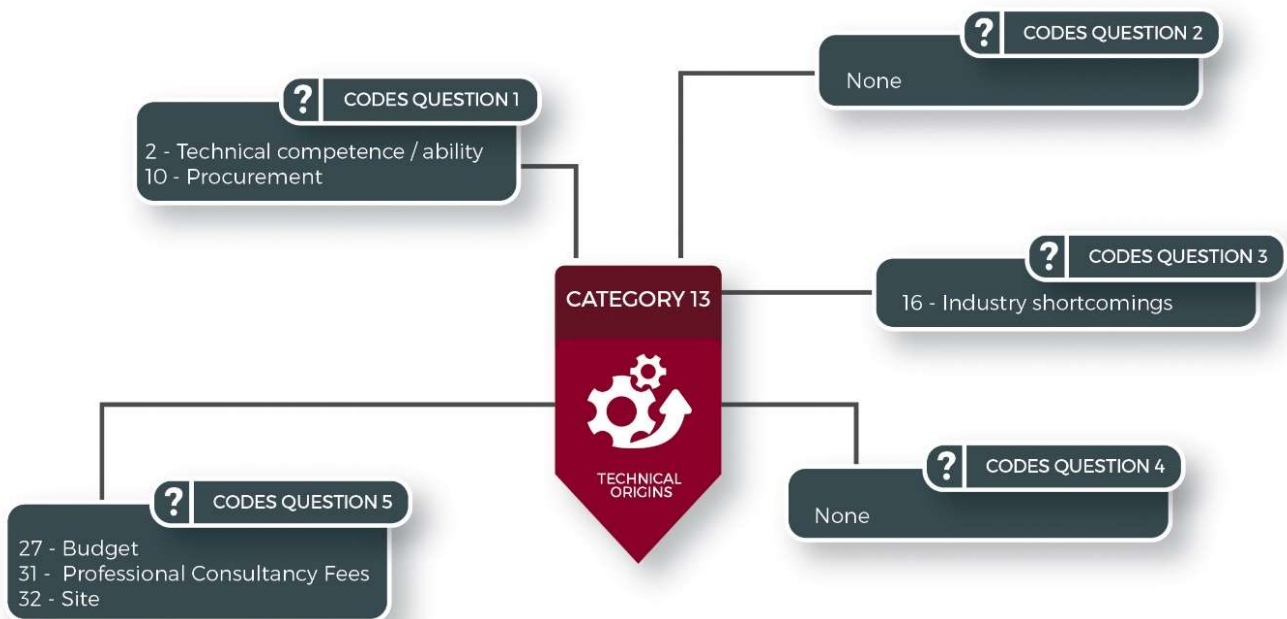 ? CODES QUESTION 1
2 - Technical competence / ability
10 - Procurement
? CODES QUESTION 2
None
? CODES QUESTION 3
16 - Industry shortcomings
CATEGORY 13
TECHNICAL
ORIGINS
? CODES QUESTION 4
None
? CODES QUESTION 5
27 - Budget
31 - Professional Consultancy Fees
32 - Site